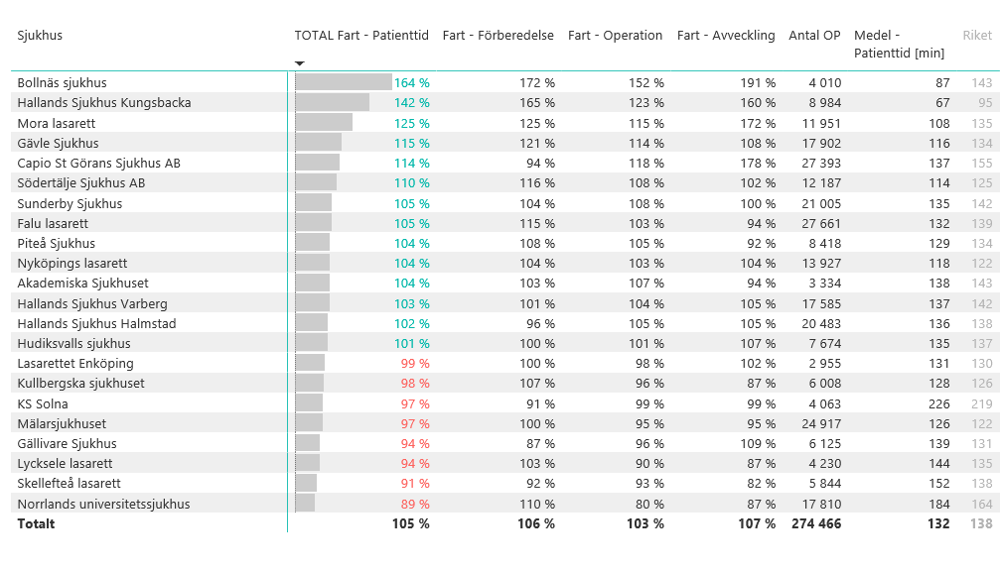 Sjukhus TOTAL Fart - Patienttid Fart - Förberedelse Fart - Operation Fart - Avveckling Antal OP Medel - Riket
Patienttid [min]
Bollnäs sjukhus 164 % 172 % 152 % 191 % 4 010 87 143
Hallands Sjukhus Kungsbacka 142 % 165 % 123 % 160 % 8 984 67 95
Mora lasarett 125 % 125 % 115 % 172 % 11 951 108 135
Gävle Sjukhus 115 % 121 % 114 % 108 % 17 902 116 134
Capio St Görans Sjukhus AB 114 % 94 % 118 % 178 % 27 393 137 155
Södertälje Sjukhus AB 110 % 116 % 108 % 102 % 12 187 114 125
Sunderby Sjukhus 105 % 104 % 108 % 100 % 21 005 135 142
Falu lasarett 105 % 115 % 103 % 94 % 27 661 132 139
Piteå Sjukhus 104 % 108 % 105 % 92 % 8 418 129 134
Nyköpings lasarett 104 % 104 % 103 % 104 % 13 927 118 122
Akademiska Sjukhuset 104 % 103 % 107 % 94 % 3 334 138 143
Hallands Sjukhus Varberg 103 % 101 % 104 % 105 % 17 585 137 142
Hallands Sjukhus Halmstad 102 % 96 % 105 % 105 % 20 483 136 138
Hudiksvalls sjukhus 101 % 100 % 101 % 107 % 7 674 135 137
Lasarettet Enköping 99 % 100 % 98 % 102 % 2 955 131 130
Kullbergska sjukhuset 98 % 107 % 96 % 87 % 6 008 128 126
KS Solna 97 % 91 % 99 % 99 % 4 063 226 219
Mälarsjukhuset 97 % 100 % 95 % 95 % 24 917 126 122
Gällivare Sjukhus 94 % 87 % 96 % 109 % 6 125 139 131
Lycksele lasarett 94 % 103 % 90 % 87 % 4 230 144 135
Skellefteå lasarett 91 % 92 % 93 % 82 % 5 844 152 138
Norrlands universitetssjukhus 89 % 110 % 80 % 87 % 17 810 184 164
Totalt 105 % 106 % 103 % 107 % 274 466 132 138